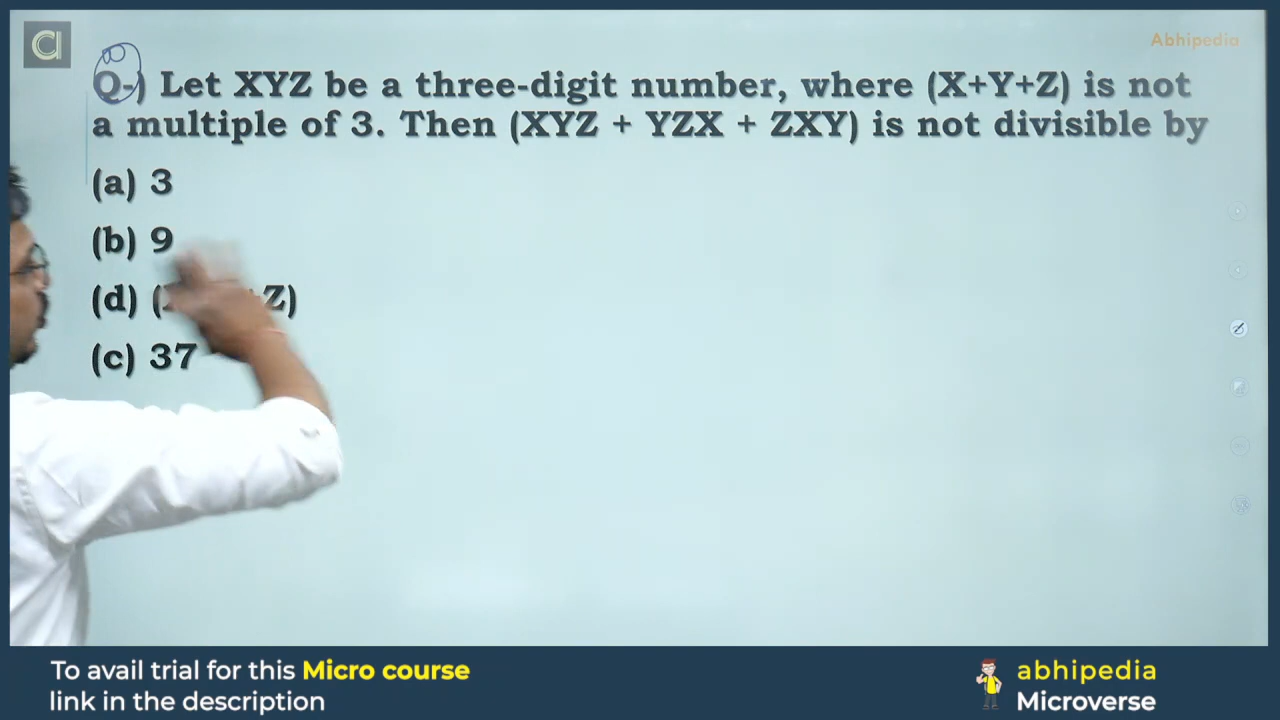 Abhipedia
Q-) Let XYZ be a three-digit number, where (X+Y+Z) is not
a multiple of 3. Then (XYZ + YZX + ZXY) is not divisible by
(a) 3
(b) 9
(d) Z)
(c) 37
To avail trial for this Micro course
link in the description
abhipedia
Microverse